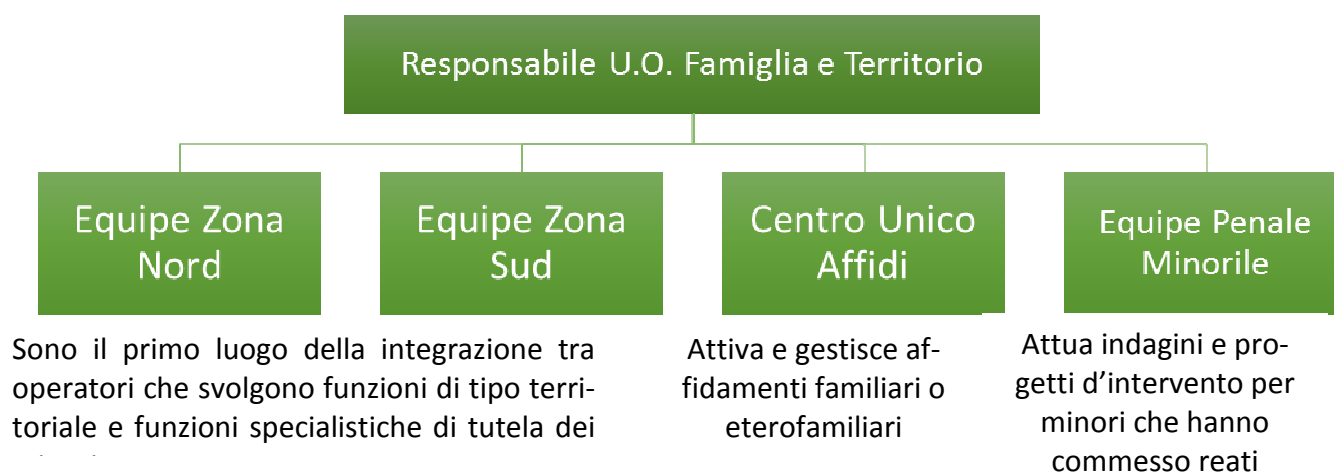 Responsabile U.O. Famiglia e Territorio
Equipe Zona
Nord
Equipe Zona
Sud
Centro Unico
Affidi
Equipe Penale
Minorile
Sono il primo luogo della integrazione tra
operatori che svolgono funzioni di tipo terri-
toriale e funzioni specialistiche di tutela dei
Attiva e gestisce af-
fidamenti familiari o
eterofamiliari
Attua indagini e pro-
getti d’intervento per
minori che hanno
commesso reati